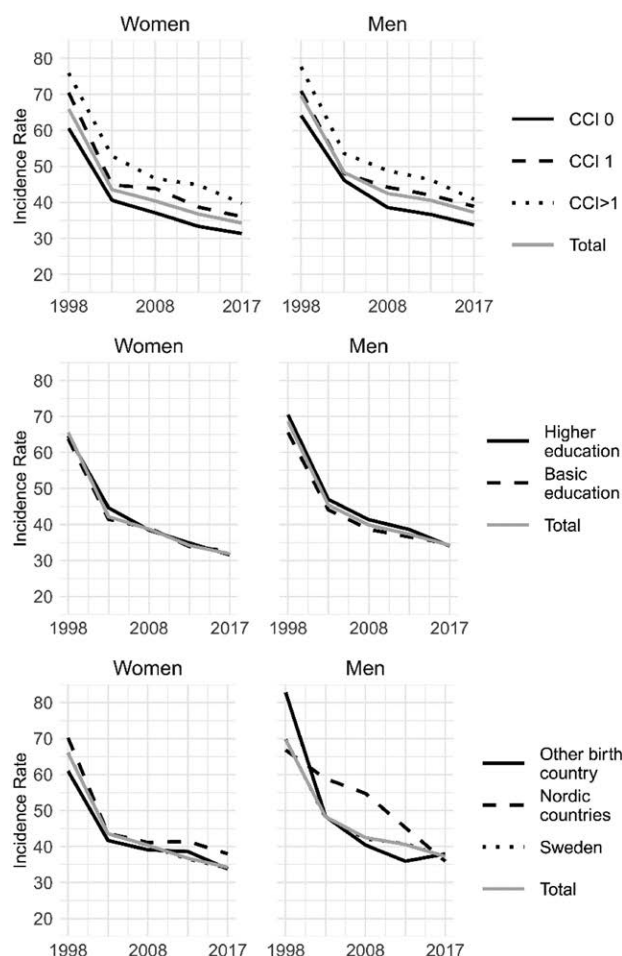 Women Men
80
70
60
50
40
30
20
Incidence Rate
1998 2008 2017 1998 2008 2017
CCI 0
CCI 1
CCI>1
Total
Women Men
80
70
60
50
40
30
20
Incidence Rate
1998 2008 2017 1998 2008 2017
Higher
education
Basic
education
Total
Women Men
80
70
60
50
40
30
20
Incidence Rate
1998 2008 2017 1998 2008 2017
Other birth
country
Nordic
countries
Sweden
Total